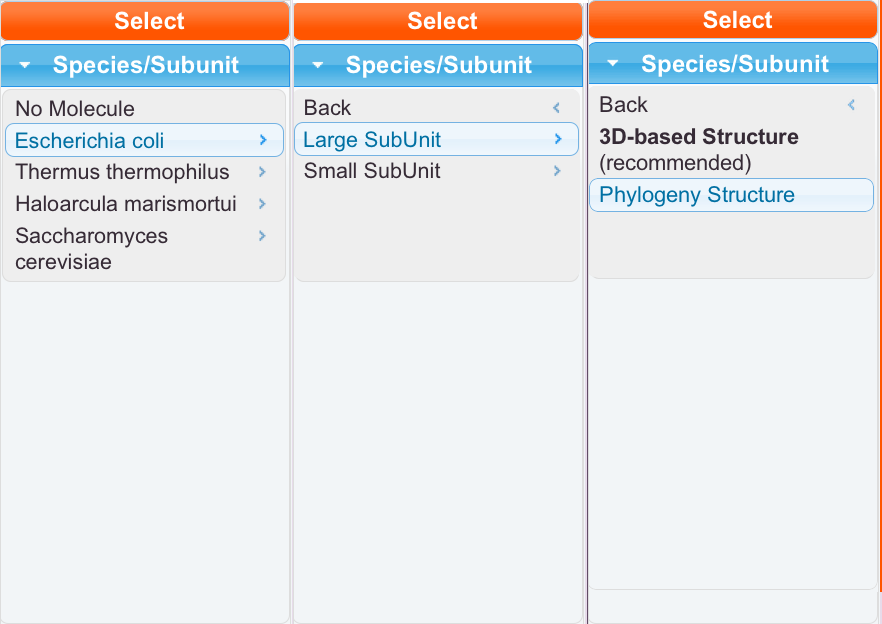 Select
Species/Subunit
No Molecule
Escherichia coli
Thermus thermophilus
Haloarcula marismortui
Saccharomyces
cerevisiae
Select
Species/Subunit
Back
Large SubUnit
Small SubUnit
Select
Species/Subunit
Back
3D-based Structure
(recommended)
Phylogeny Structure